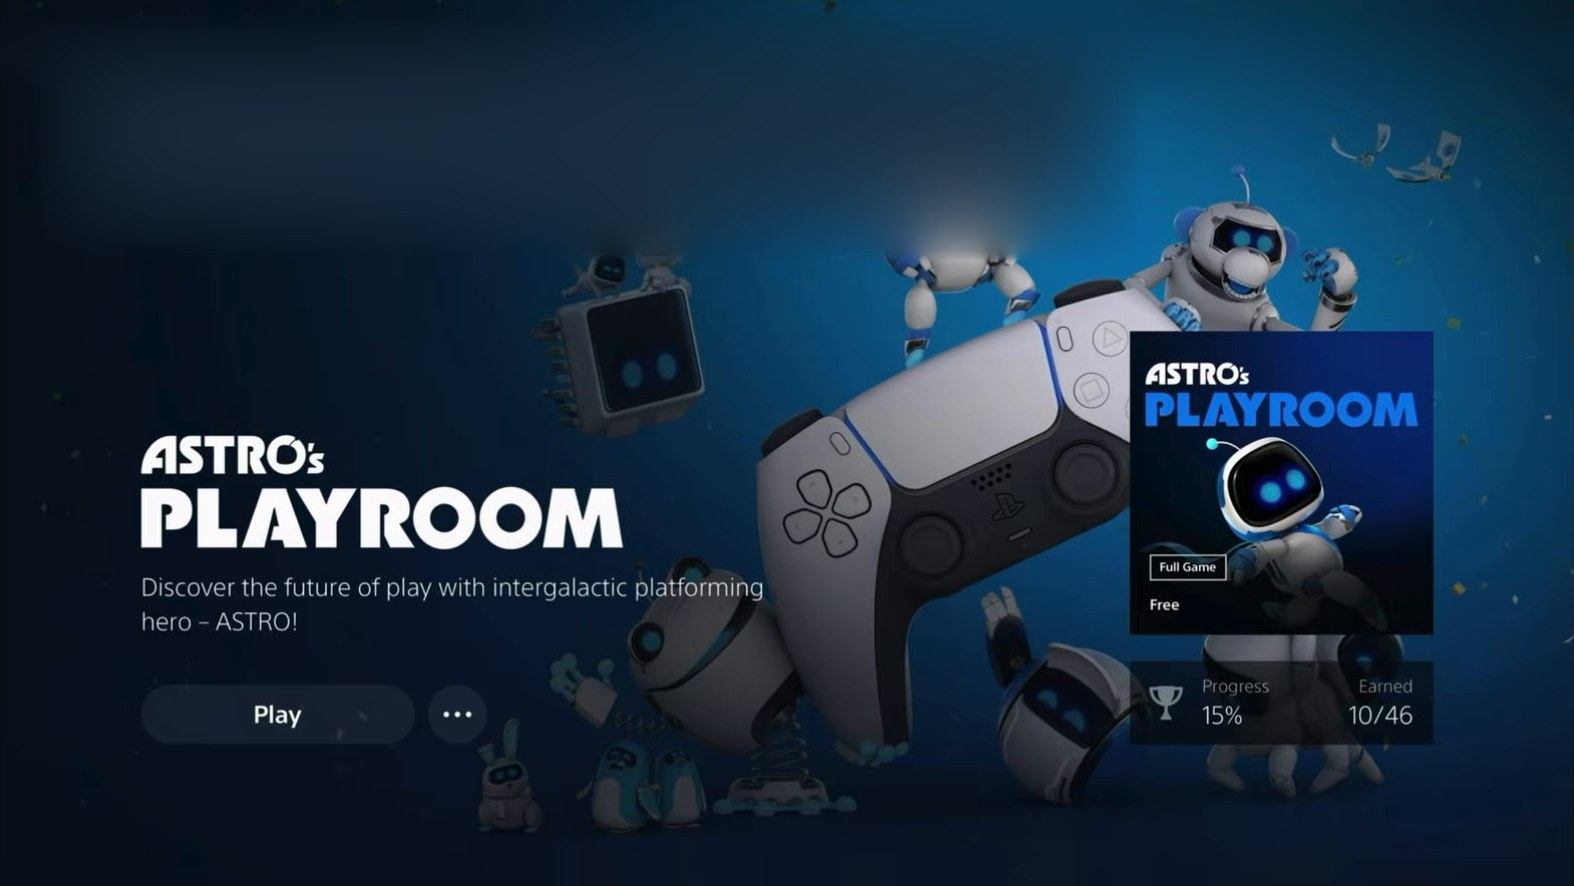 ASTRO's
PLAYROOM
Discover the future of play with intergalactic platforming
hero – ASTRO!
Play
ASTRO's
PLAYROOM
Full Game
Free
Progress
15%
Earned
10/46